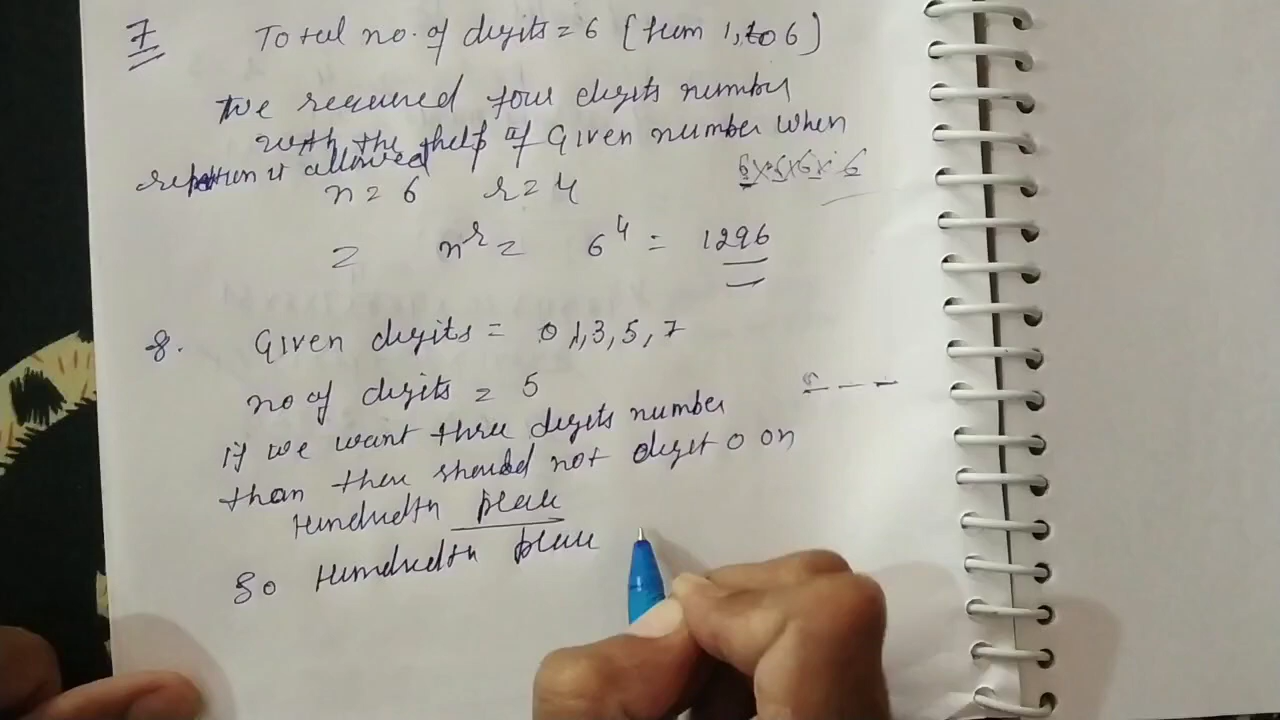 7 Total no. of digits = 6 [from 1, to 6)
We required four digits number
with the help of Given number when
repetion is allowed
6×6×6×6
n = 6 r = 4
= n^r = 6^4 = 1296
8. Given digits = 0 1,3,5,7
no of digits = 5
if we want three digits number
than there should not digit 0 on
Hundredth place
So Hundredth place